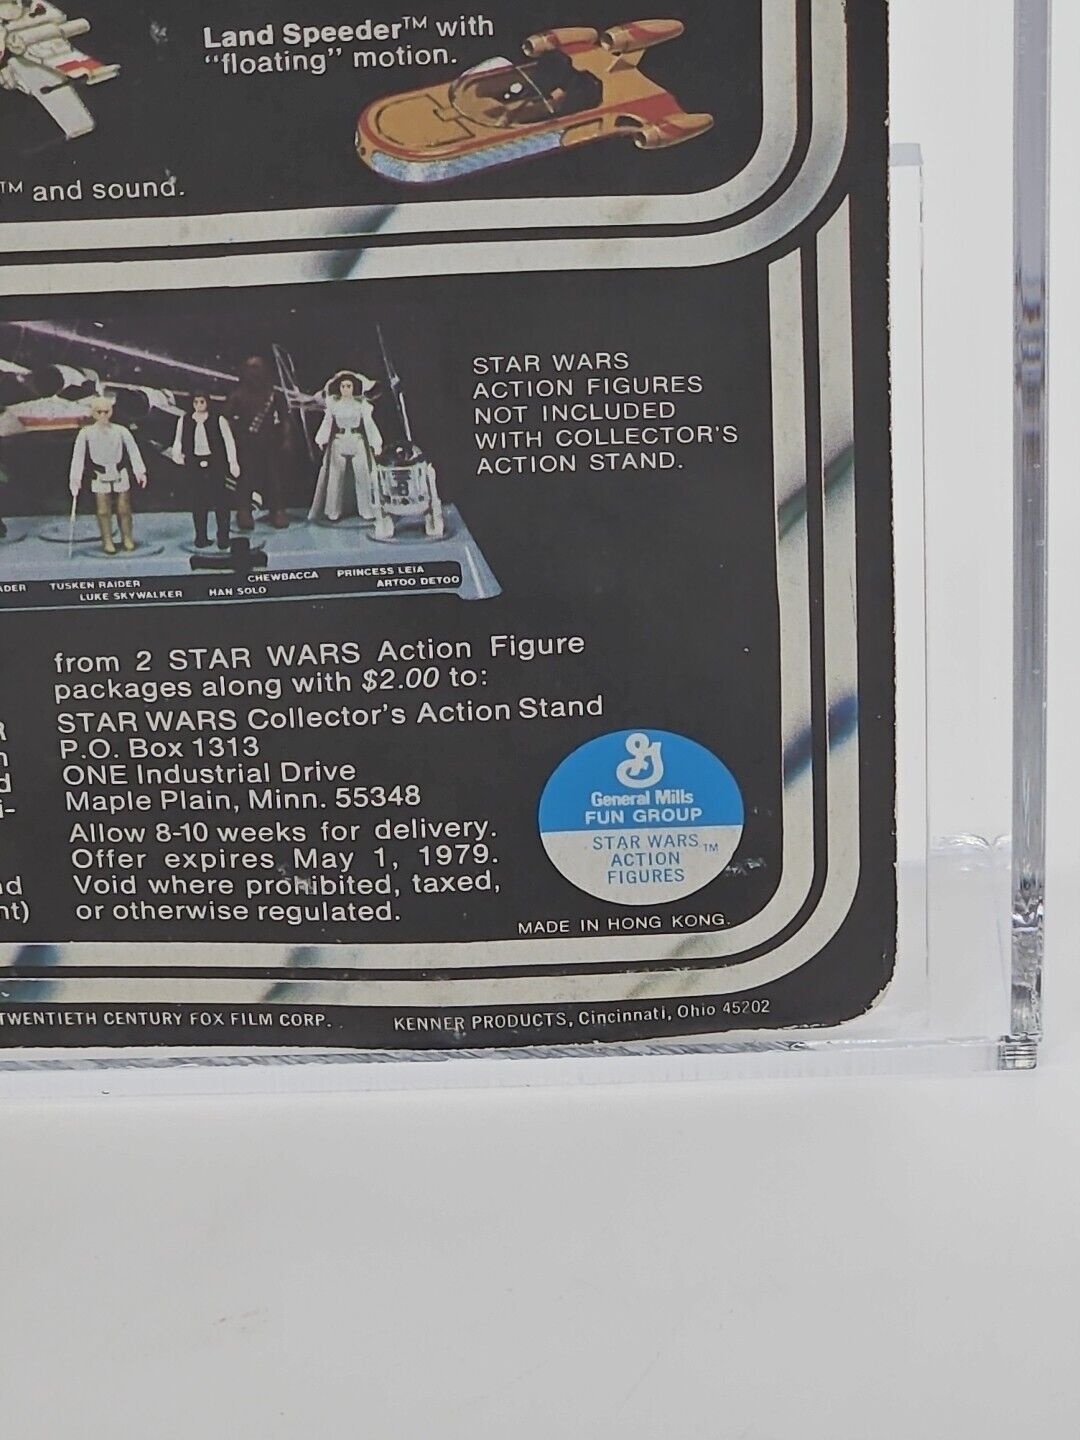 Land Speeder™ with
"floating" motion.
™ and sound.
STAR WARS
ACTION FIGURES
NOT INCLUDED
WITH COLLECTOR'S
ACTION STAND.
ADER TUSKEN RAIDER
LUKE SKYWALKER
HAN SOLO
CHEWBACCA
PRINCESS LEIA
ARTOO DETOO
from 2 STAR WARS Action Figure
packages along with $2.00 to:
STAR WARS Collector's Action Stand
P.O. Box 1313
ONE Industrial Drive
Maple Plain, Minn. 55348
Allow 8-10 weeks for delivery.
Offer expires May 1, 1979.
Void where prohibited, taxed,
or otherwise regulated.
R
n
d
i-
nd
nt)
General Mills
FUN GROUP
STAR WARS™
ACTION
FIGURES
MADE IN HONG KONG.
TWENTIETH CENTURY FOX FILM CORP. KENNER PRODUCTS, Cincinnati, Ohio 45202